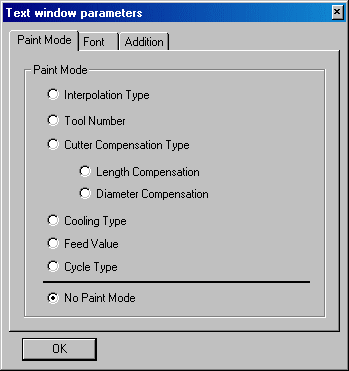 Text window parameters
Paint Mode Font Addition
Paint Mode
Interpolation Type
Tool Number
Cutter Compensation Type
Length Compensation
Diameter Compensation
Cooling Type
Feed Value
Cycle Type
No Paint Mode
OK